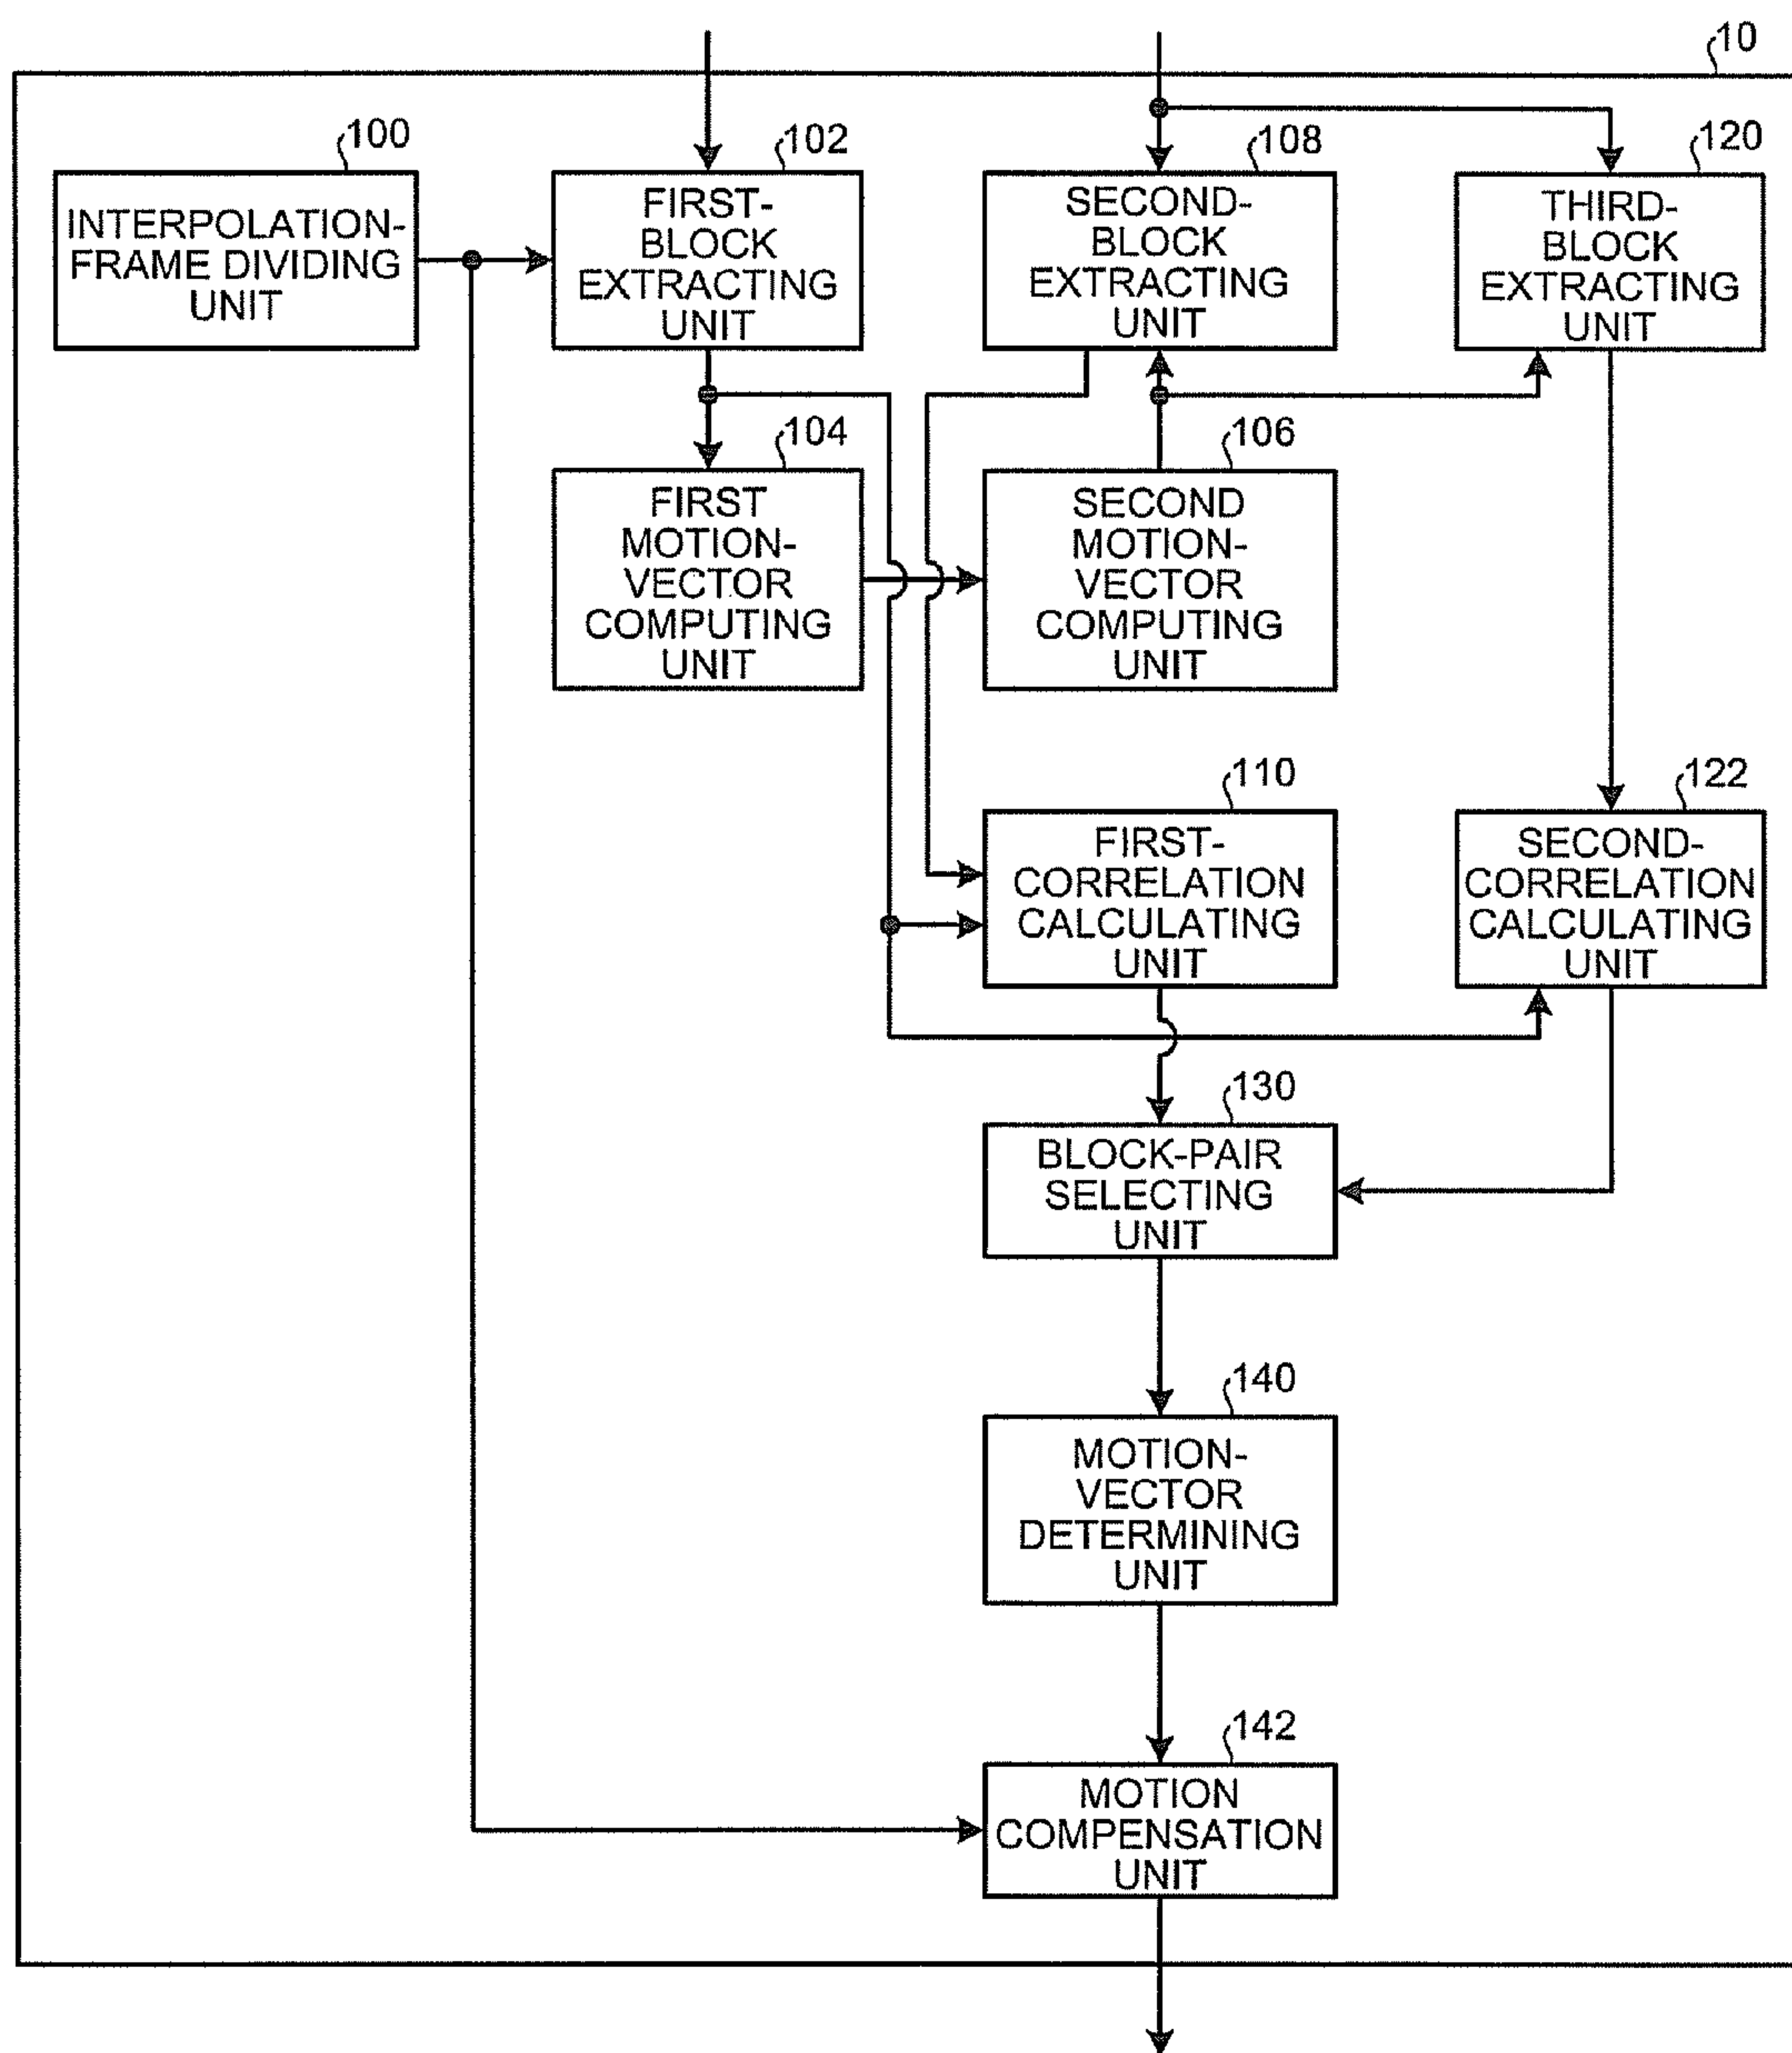 10
100
INTERPOLATION-
FRAME DIVIDING
UNIT
102
FIRST-
BLOCK
EXTRACTING
UNIT
108
SECOND-
BLOCK
EXTRACTING
UNIT
120
THIRD-
BLOCK
EXTRACTING
UNIT
104
FIRST
MOTION-
VECTOR
COMPUTING
UNIT
106
SECOND
MOTION-
VECTOR
COMPUTING
UNIT
110
FIRST-
CORRELATION
CALCULATING
UNIT
122
SECOND-
CORRELATION
CALCULATING
UNIT
130
BLOCK-PAIR
SELECTING
UNIT
140
MOTION-
VECTOR
DETERMINING
UNIT
142
MOTION
COMPENSATION
UNIT